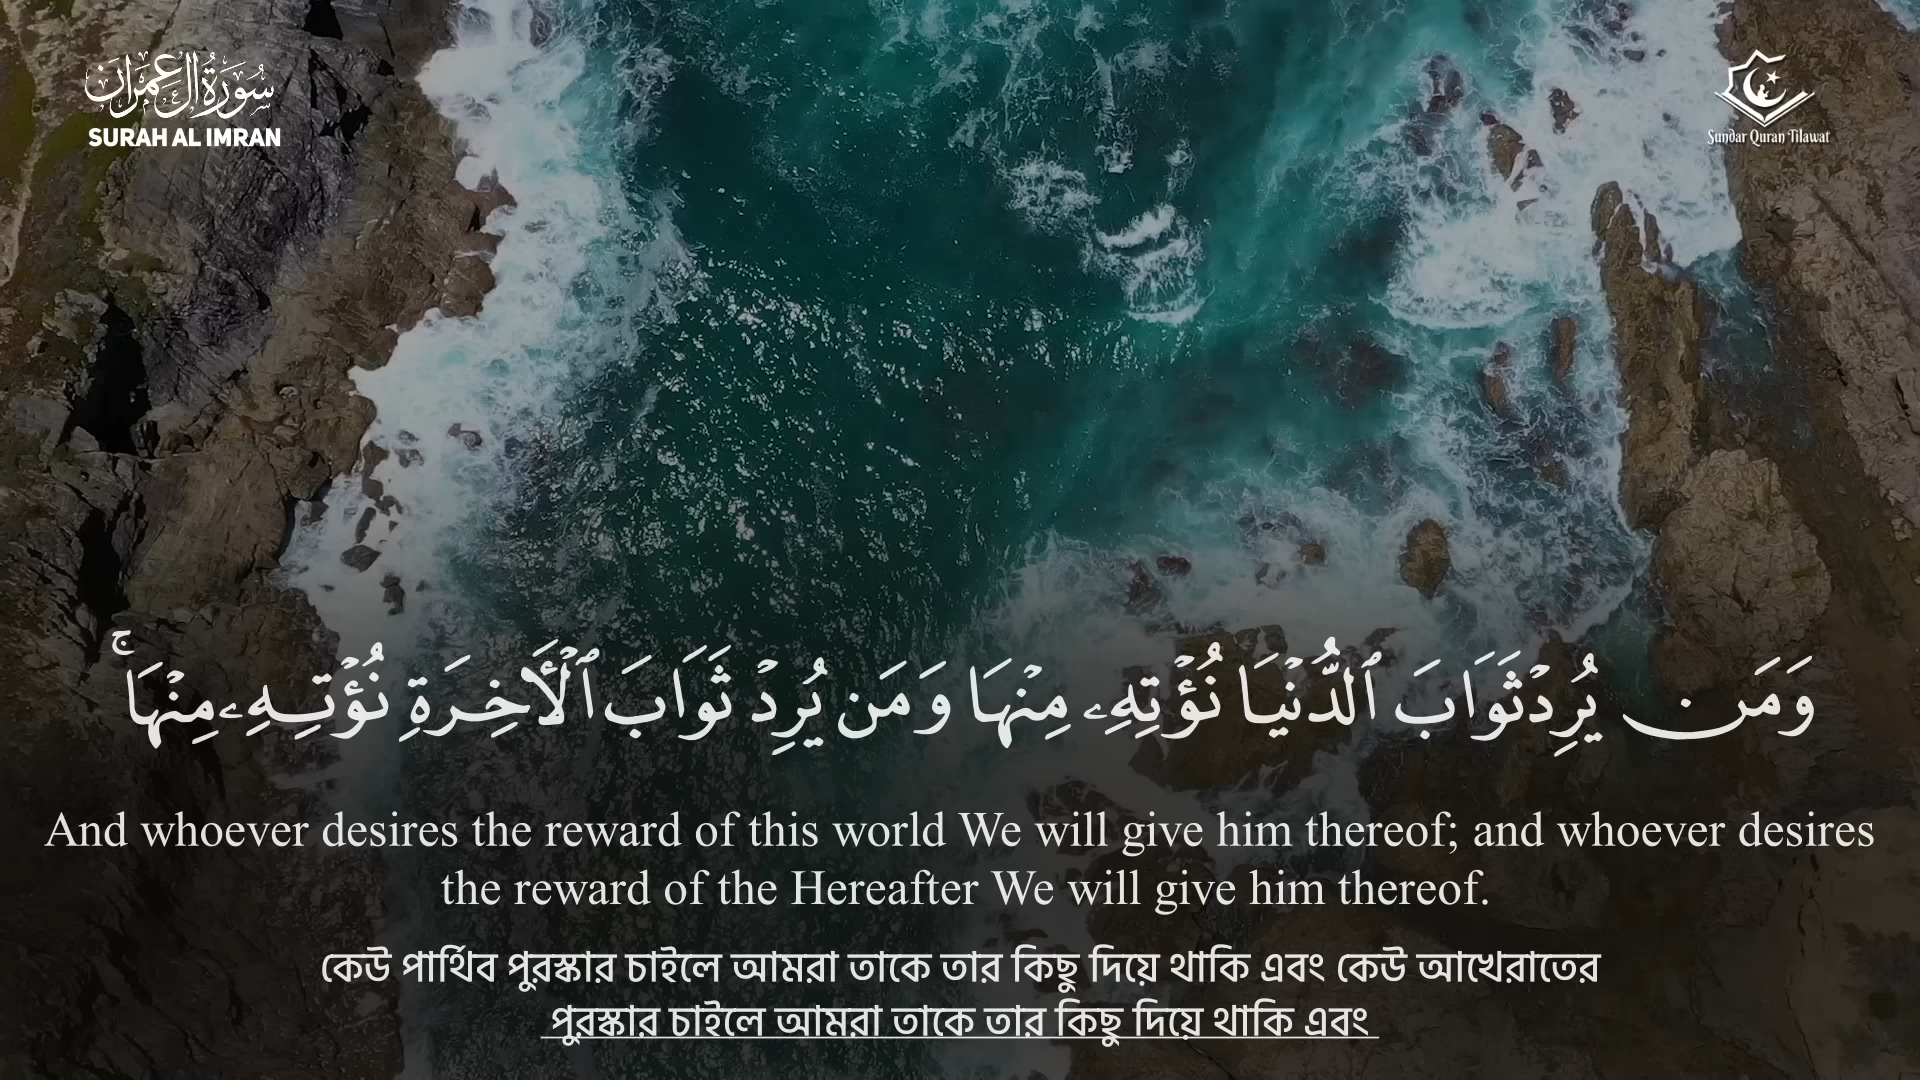 سُورَةُ آلِ عِمْرَان
SURAH AL IMRAN
Sundar Quran Tilawat
وَمَن يُرِدْ ثَوَابَ ٱلدُّنْيَا نُؤْتِهِۦ مِنْهَا وَمَن يُرِدْ ثَوَابَ ٱلْـَٔاخِرَةِ نُؤْتِهِۦ مِنْهَا ۚ
And whoever desires the reward of this world We will give him thereof; and whoever desires
the reward of the Hereafter We will give him thereof.
কেউ পার্থিব পুরস্কার চাইলে আমরা তাকে তার কিছু দিয়ে থাকি এবং কেউ আখেরাতের
পুরস্কার চাইলে আমরা তাকে তার কিছু দিয়ে থাকি এবং